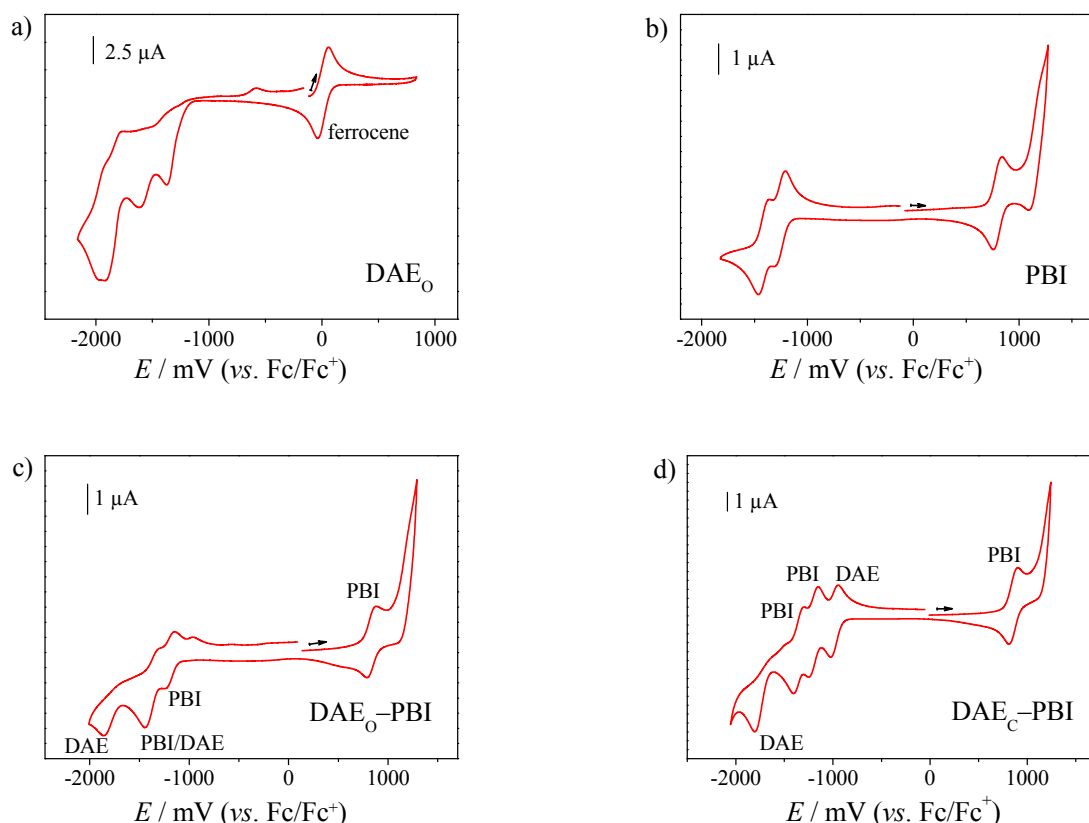 a)
2.5 µA
ferrocene
DAE_O
-2000 -1000 0 1000
E / mV (vs. Fc/Fc⁺)
b)
1 µA
PBI
-2000 -1000 0 1000
E / mV (vs. Fc/Fc⁺)
c)
1 µA
PBI
PBI
DAE_O–PBI
DAE PBI/DAE
-2000 -1000 0 1000
E / mV (vs. Fc/Fc⁺)
d)
1 µA
PBI
PBI DAE
PBI
DAE_C–PBI
DAE
-2000 -1000 0 1000
E / mV (vs. Fc/Fc⁺)